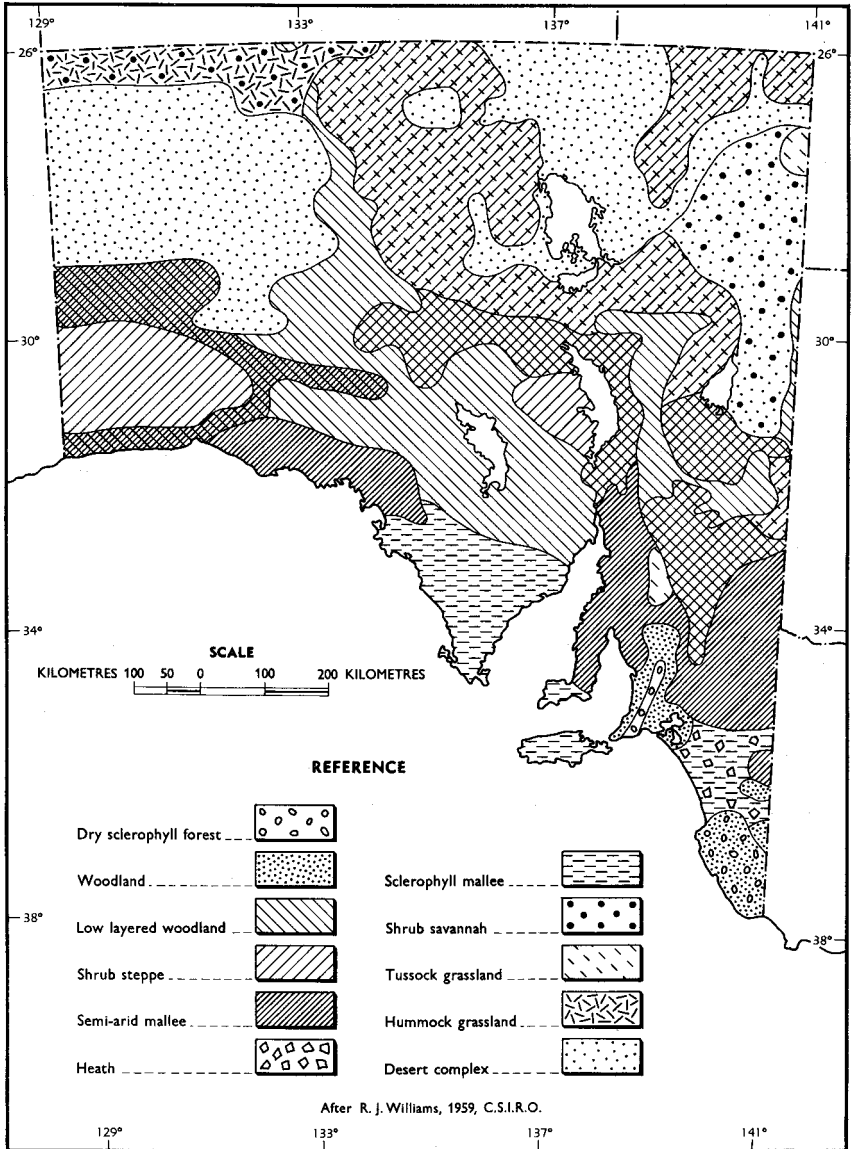 129° 133° 137° 141°
26° 26°
30° 30°
34° 34°
SCALE
KILOMETRES 100 50 0 100 200 KILOMETRES
REFERENCE
Dry sclerophyll forest
Woodland
Low layered woodland
Shrub steppe
Semi-arid mallee
Heath
Sclerophyll mallee
Shrub savannah
Tussock grassland
Hummock grassland
Desert complex
38° 38°
After R. J. Williams, 1959, C.S.I.R.O.
129° 133° 137° 141°